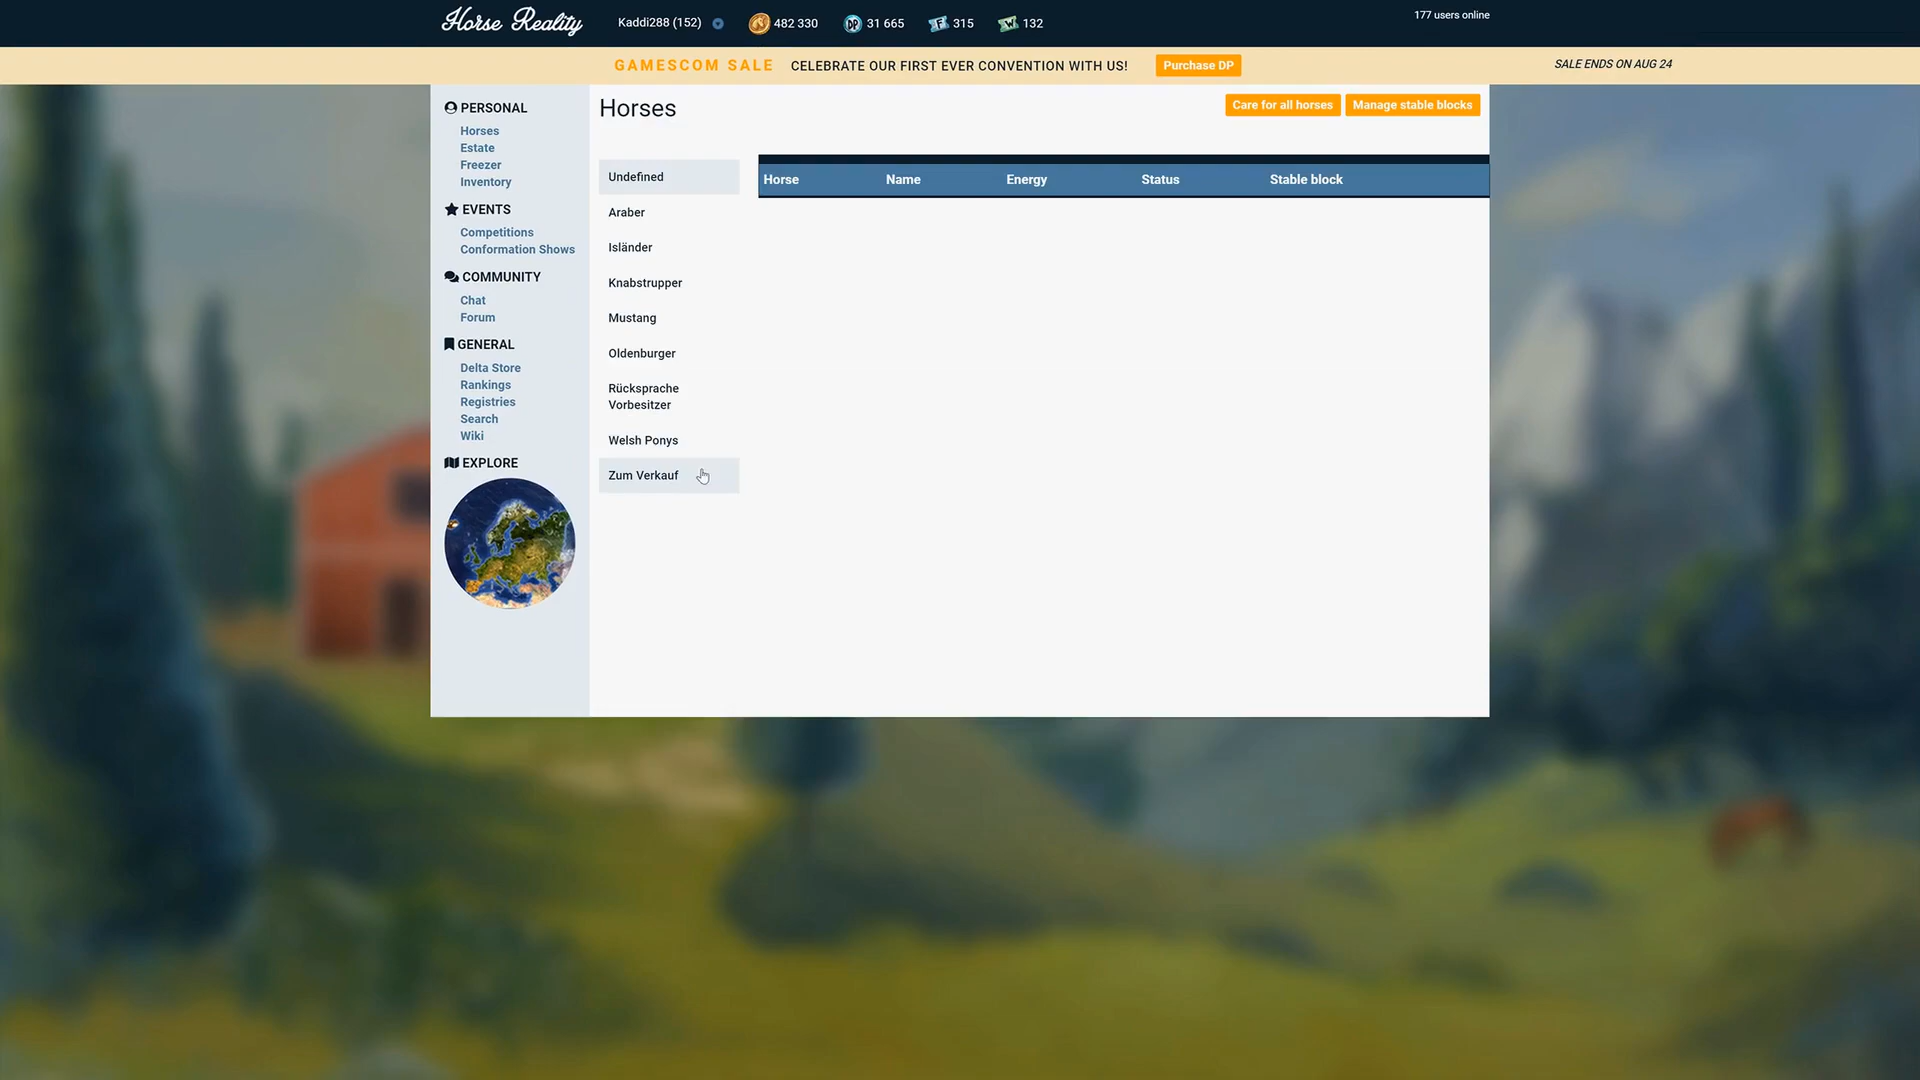 Horse Reality
Kaddi288 (152)
482 330
DP
31 665
F
315
W
132
177 users online
GAMESCOM SALE
CELEBRATE OUR FIRST EVER CONVENTION WITH US!
Purchase DP
SALE ENDS ON AUG 24
PERSONAL
Horses
Estate
Freezer
Inventory
EVENTS
Competitions
Conformation Shows
COMMUNITY
Chat
Forum
GENERAL
Delta Store
Rankings
Registries
Search
Wiki
EXPLORE
Horses
Care for all horses
Manage stable blocks
Undefined
Araber
Isländer
Knabstrupper
Mustang
Oldenburger
Rücksprache
Vorbesitzer
Welsh Ponys
Zum Verkauf
Horse
Name
Energy
Status
Stable block